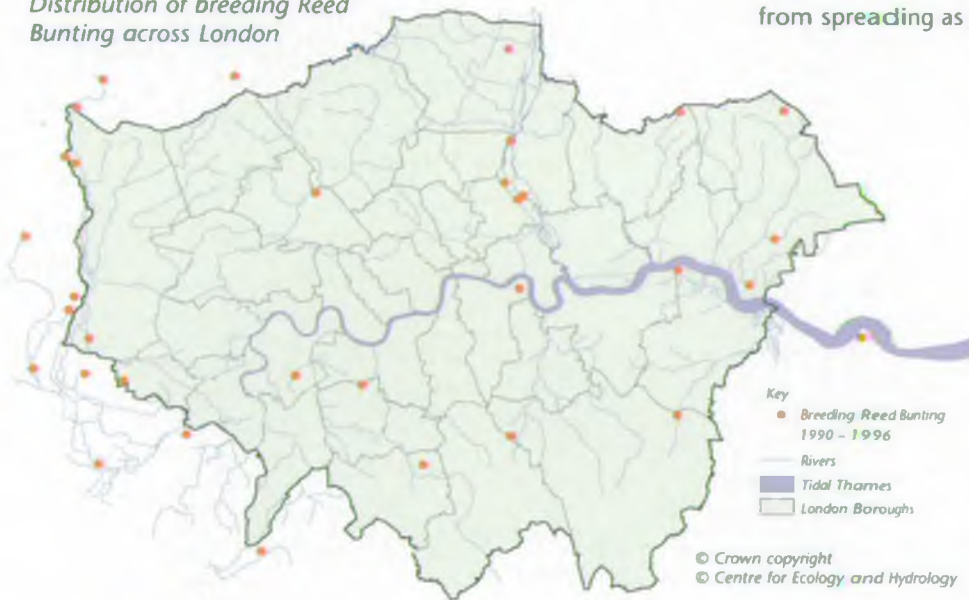 Distribution of Breeding Reed
Bunting across London
from spreading as
Key
Breeding Reed Bunting
1990 - 1996
Rivers
Tidal Thames
London Boroughs
© Crown copyright
© Centre for Ecology and Hydrology